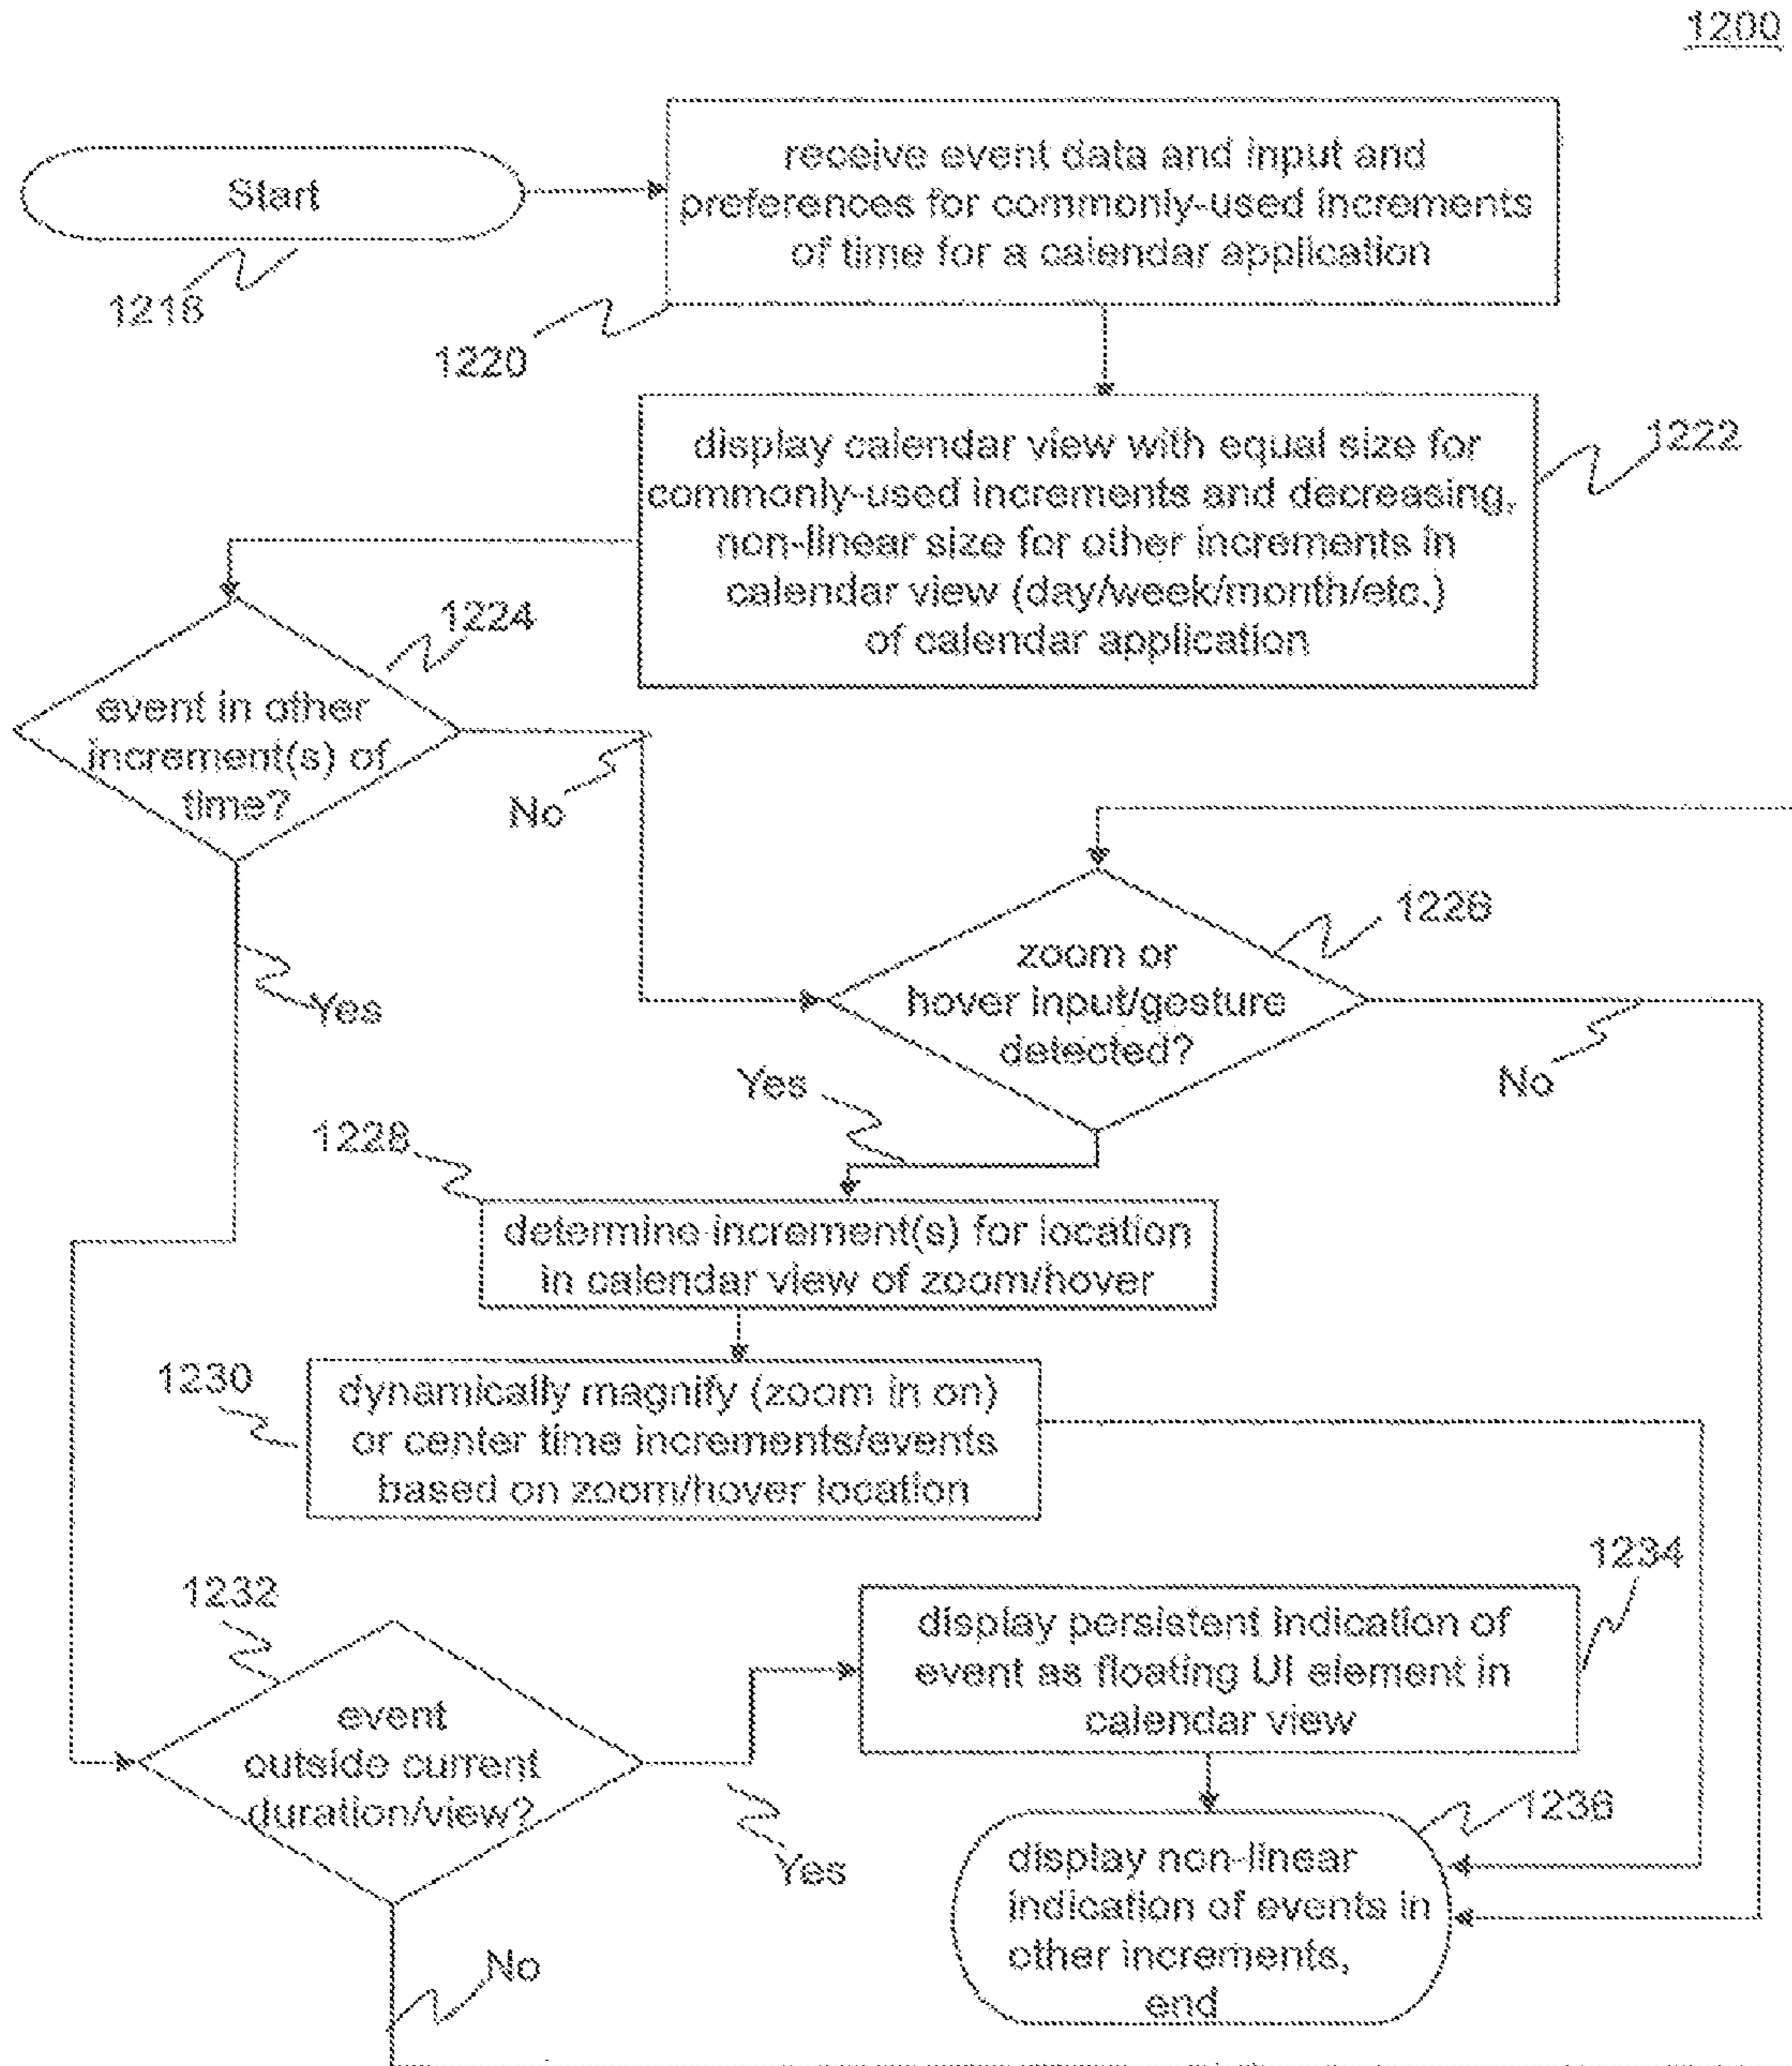 1200
Start
1218
receive event data and input and
preferences for commonly-used increments
of time for a calendar application
1220
display calendar view with equal size for
commonly-used increments and decreasing,
non-linear size for other increments in
calendar view (day/week/month/etc.)
of calendar application
1222
event in other
increment(s) of
time?
1224
No
Yes
zoom or
hover input/gesture
detected?
1226
Yes
No
1228
determine increment(s) for location
in calendar view of zoom/hover
1230
dynamically magnify (zoom in on)
or center time increments/events
based on zoom/hover location
1232
event
outside current
duration/view?
Yes
No
1234
display persistent indication of
event as floating UI element in
calendar view
1236
display non-linear
indication of events in
other increments,
end